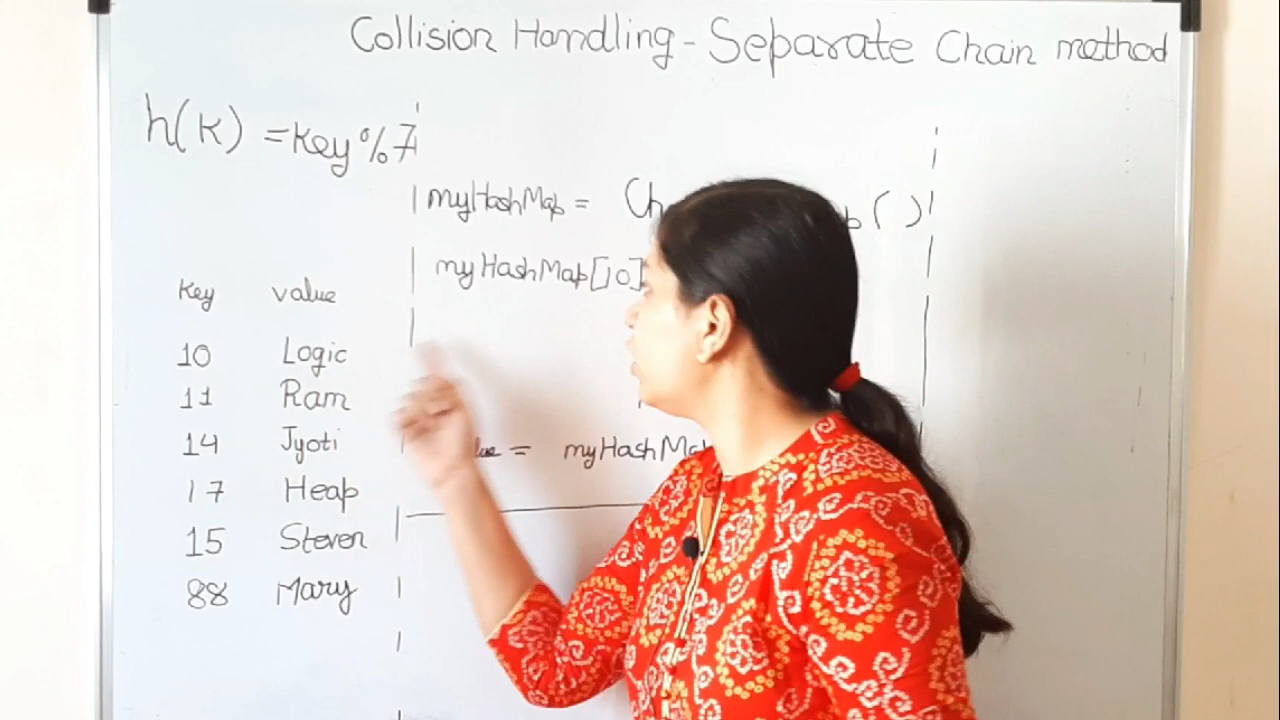 Collision Handling - Separate Chain method
h(K) = Key % 7
myHashMap = Ch ( )
myHashMap[10]
Key value
10 Logic
11 Ram
14 Jyoti
17 Heap
15 Steven
88 Mary
= myHashMa